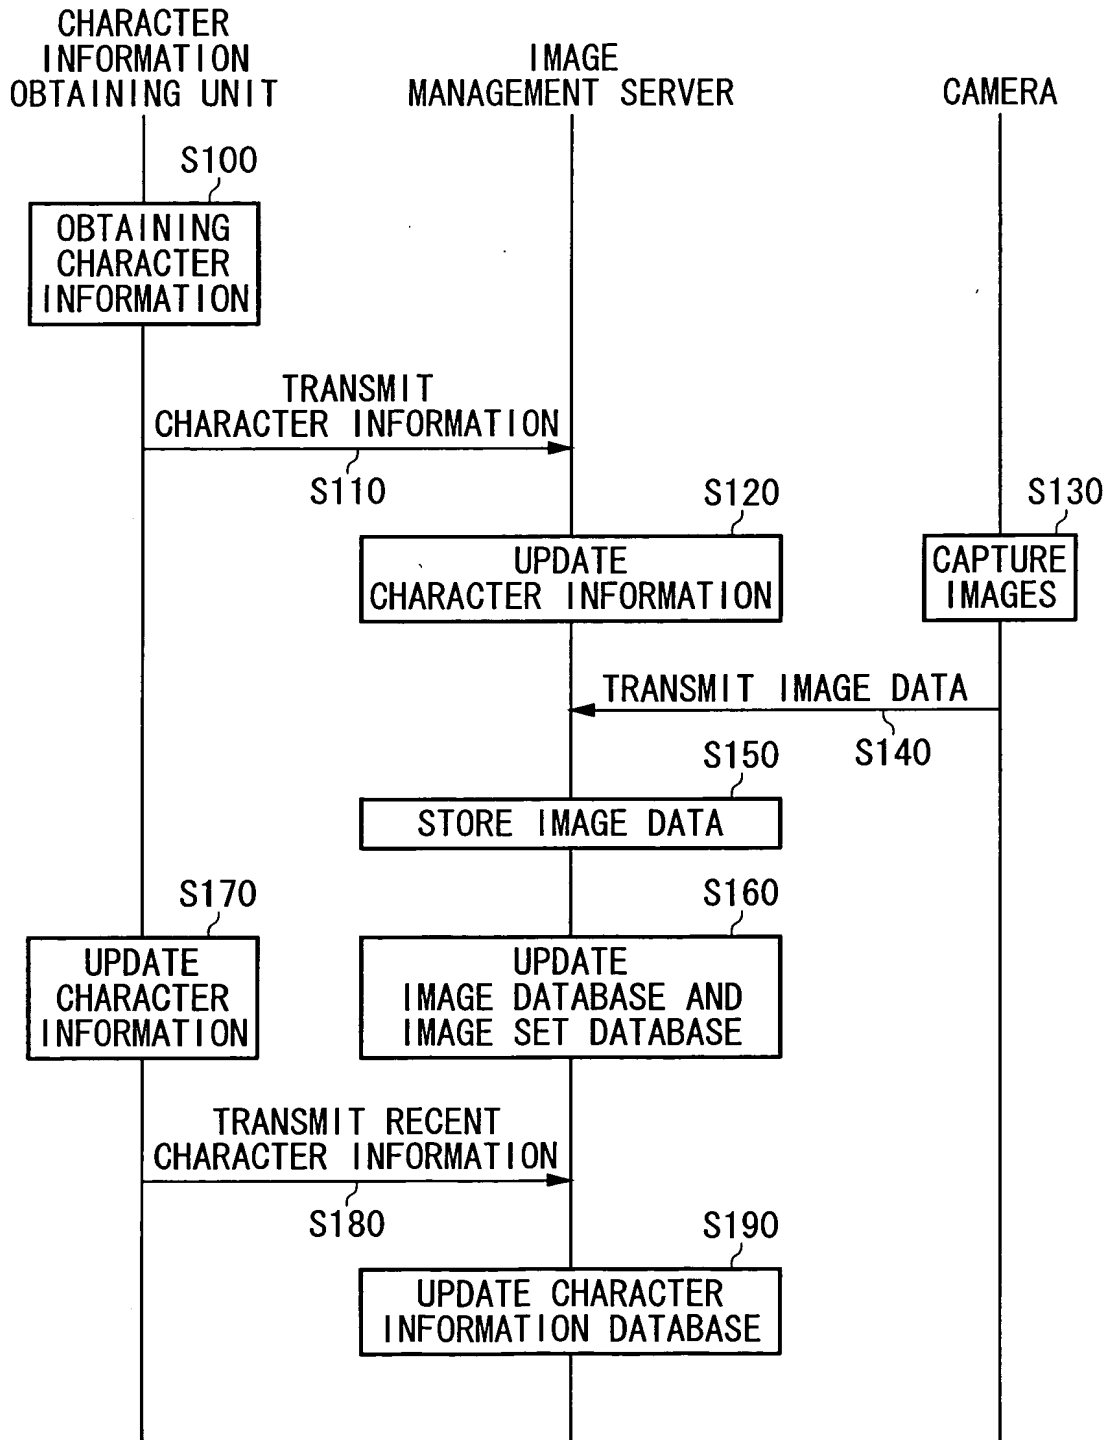 CHARACTER
INFORMATION
OBTAINING UNIT
IMAGE
MANAGEMENT SERVER
CAMERA
S100
OBTAINING
CHARACTER
INFORMATION
TRANSMIT
CHARACTER INFORMATION
S110
S120
UPDATE
CHARACTER INFORMATION
S130
CAPTURE
IMAGES
TRANSMIT IMAGE DATA
S140
S150
STORE IMAGE DATA
S170
UPDATE
CHARACTER
INFORMATION
S160
UPDATE
IMAGE DATABASE AND
IMAGE SET DATABASE
TRANSMIT RECENT
CHARACTER INFORMATION
S180
S190
UPDATE CHARACTER
INFORMATION DATABASE